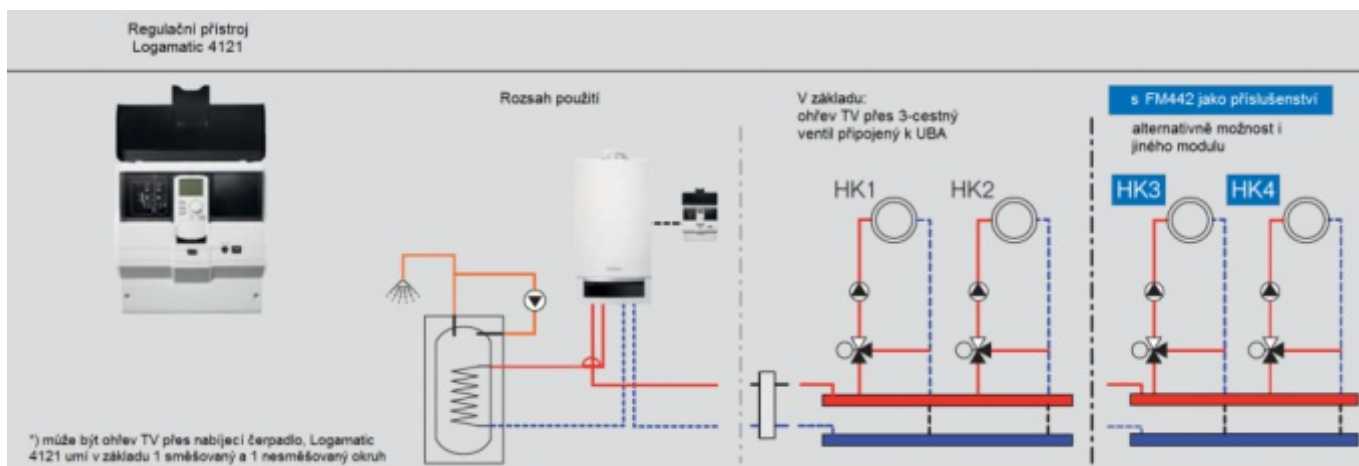 Regulační přístroj
Logamatic 4121
Rozsah použití
V základu:
ohřev TV přes 3-cestný
ventil připojený k UBA
s FM442 jako příslušenství
alternativně možnost i
jiného modulu
HK1
HK2
HK3
HK4
*) může být ohřev TV přes nabíjecí čerpadlo, Logamatic
4121 umí v základu 1 směšovaný a 1 nesměšovaný okruh